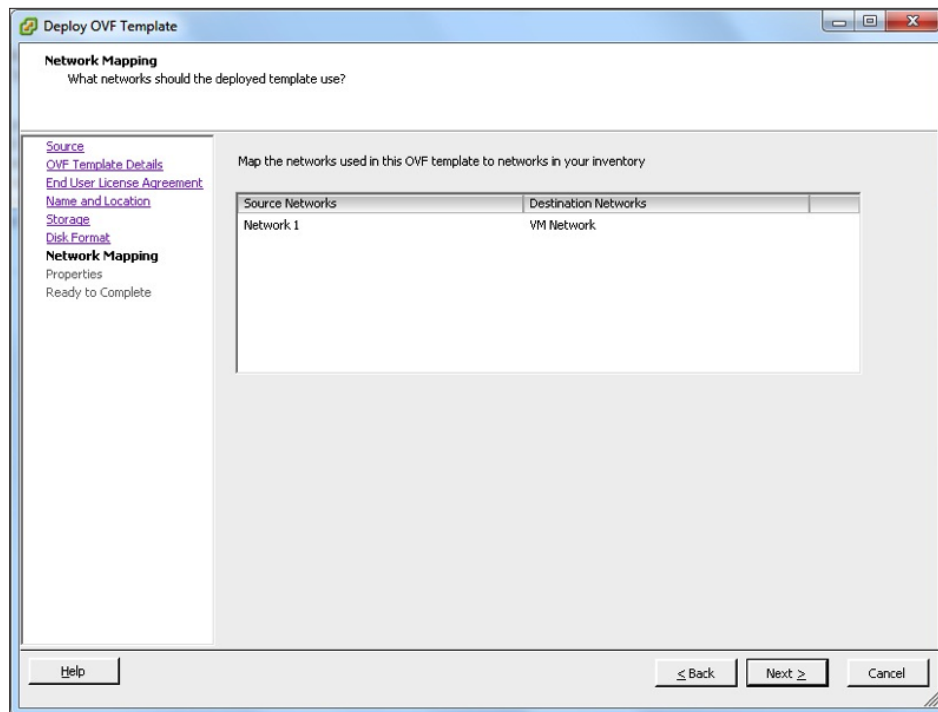 Deploy OVF Template
Network Mapping
What networks should the deployed template use?
Source
OVF Template Details
End User License Agreement
Name and Location
Storage
Disk Format
Network Mapping
Properties
Ready to Complete
Map the networks used in this OVF template to networks in your inventory
Source Networks Destination Networks
Network 1 VM Network
Help < Back Next > Cancel